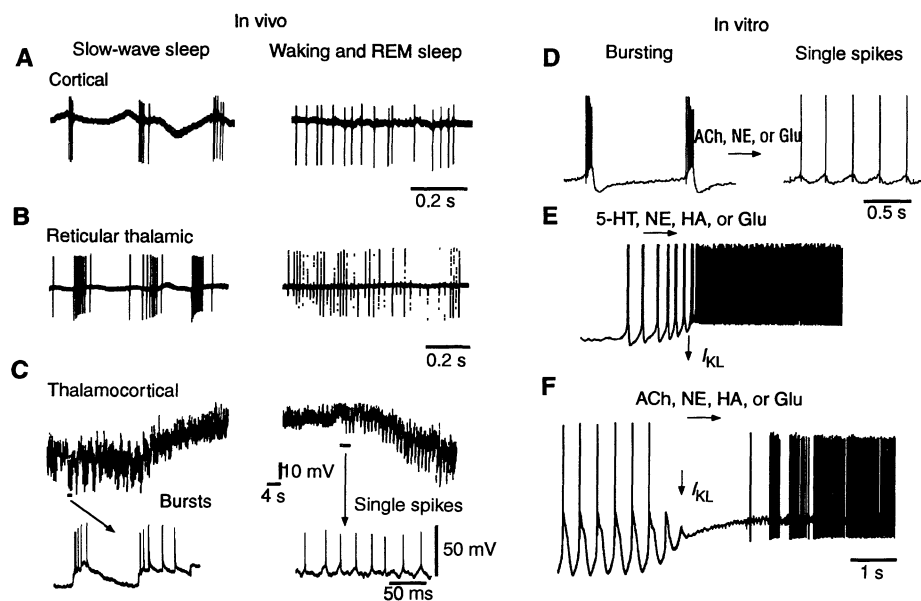 In vivo
Slow-wave sleep
Waking and REM sleep
A
Cortical
0.2 s
B
Reticular thalamic
0.2 s
C
Thalamocortical
10 mV
4 s
Bursts
Single spikes
50 mV
50 ms
In vitro
D
Bursting
Single spikes
ACh, NE, or Glu
0.5 s
E
5-HT, NE, HA, or Glu
IKL
F
ACh, NE, HA, or Glu
IKL
1 s